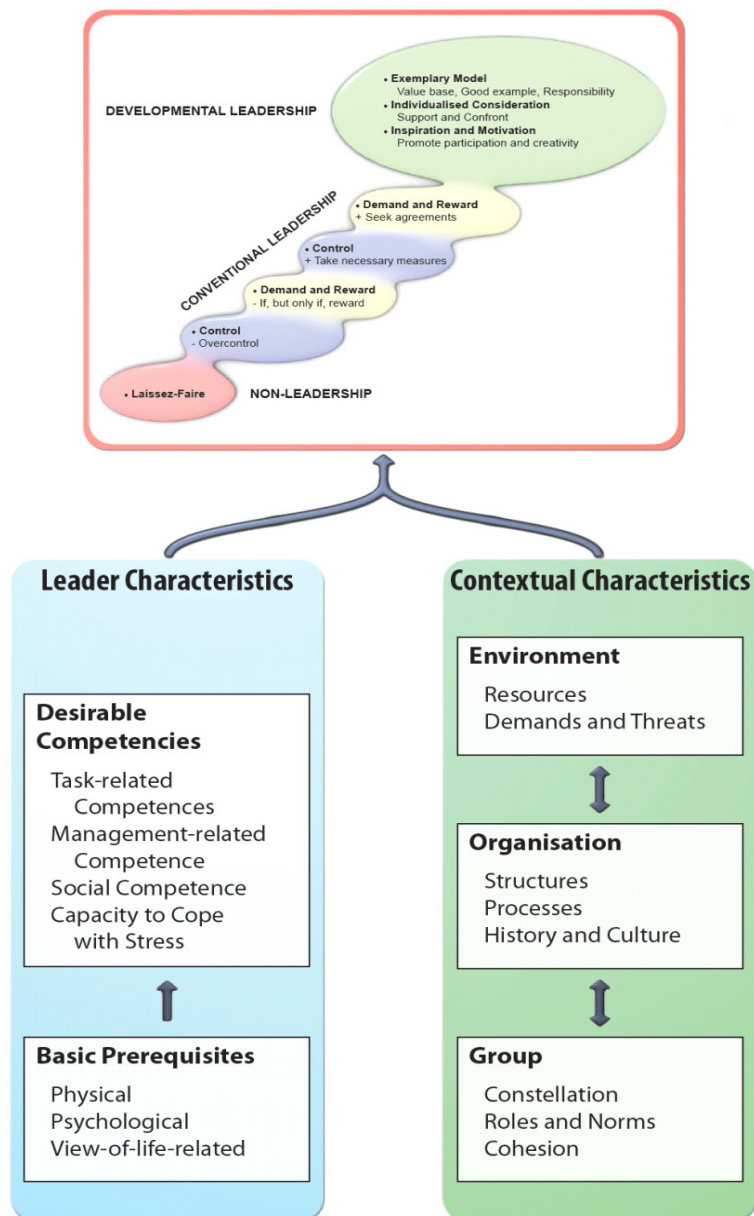 DEVELOPMENTAL LEADERSHIP
• Exemplary Model
Value base, Good example, Responsibility
• Individualised Consideration
Support and Confront
• Inspiration and Motivation
Promote participation and creativity
CONVENTIONAL LEADERSHIP
• Demand and Reward
+ Seek agreements
• Control
+ Take necessary measures
• Demand and Reward
- If, but only if, reward
• Control
- Overcontrol
• Laissez-Faire
NON-LEADERSHIP
Leader Characteristics
Desirable
Competencies
Task-related
Competences
Management-related
Competence
Social Competence
Capacity to Cope
with Stress
Basic Prerequisites
Physical
Psychological
View-of-life-related
Contextual Characteristics
Environment
Resources
Demands and Threats
Organisation
Structures
Processes
History and Culture
Group
Constellation
Roles and Norms
Cohesion